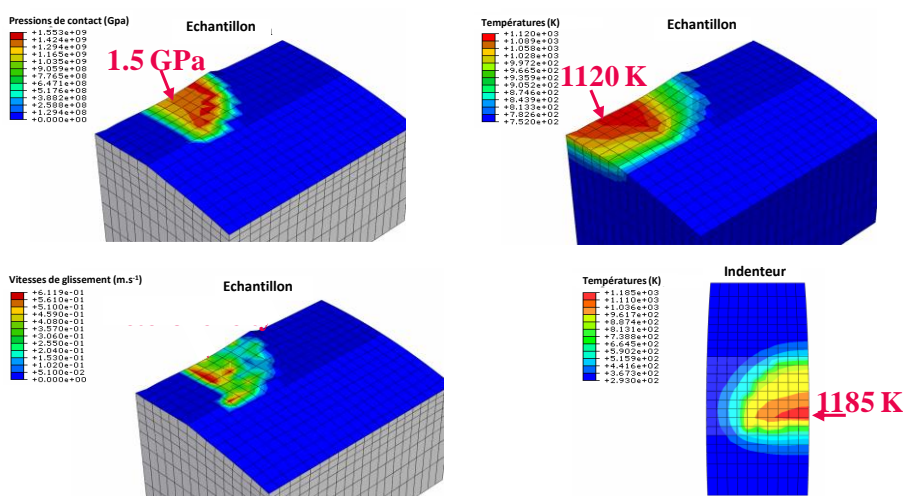 Pressions de contact (Gpa)
Echantillon
+1.553e+09
+1.424e+09
+1.294e+09
+1.165e+09
+1.035e+09
+9.059e+08
+7.765e+08
+6.471e+08
+5.176e+08
+3.882e+08
+2.588e+08
+1.294e+08
+0.000e+00
1.5 GPa
Températures (K)
Echantillon
+1.120e+03
+1.089e+03
+1.058e+03
+1.028e+03
+9.972e+02
+9.665e+02
+9.359e+02
+9.052e+02
+8.746e+02
+8.439e+02
+8.133e+02
+7.826e+02
+7.520e+02
1120 K
Vitesses de glissement (m.s⁻¹)
Echantillon
+6.119e-01
+5.610e-01
+5.100e-01
+4.590e-01
+4.080e-01
+3.570e-01
+3.060e-01
+2.550e-01
+2.040e-01
+1.530e-01
+1.020e-01
+5.100e-02
+0.000e+00
Indenteur
Températures (K)
+1.185e+03
+1.110e+03
+1.036e+03
+9.617e+02
+8.874e+02
+8.131e+02
+7.388e+02
+6.645e+02
+5.902e+02
+5.159e+02
+4.416e+02
+3.673e+02
+2.930e+02
1185 K